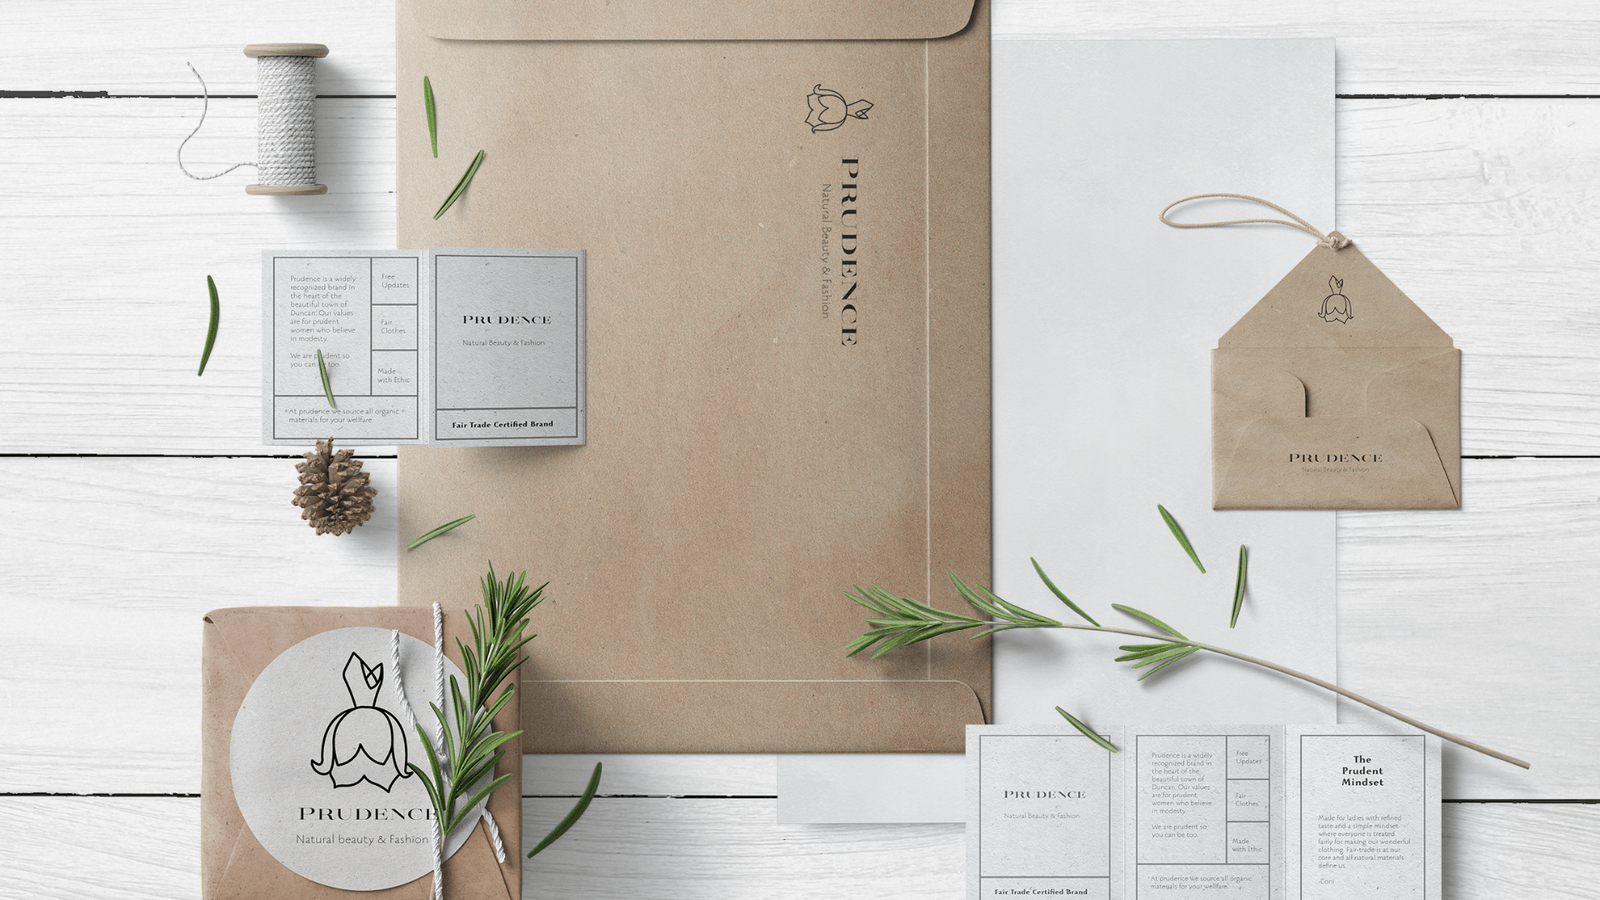 PRUDENCE
Natural Beauty & Fashion
Prudence is a widely
recognized brand in
the heart of the
beautiful town of
Duncan. Our values
are for prudent
women who believe
in modesty.
We are prudent so
you can be too.
Free
Updates
Fair
Clothes
Made
with Ethic
*At prudence we source all organic *
materials for your wellfare.
PRUDENCE
Natural Beauty & Fashion
Fair Trade Certified Brand
PRUDENCE
Natural Beauty & Fashion
PRUDENCE
Natural beauty & Fashion
PRUDENCE
Natural Beauty & Fashion
Fair Trade Certified Brand
Prudence is a widely
recognized brand in
the heart of the
beautiful town of
Duncan. Our values
are for prudent
women who believe
in modesty.
We are prudent so
you can be too.
Free
Updates
Fair
Clothes
Made
with Ethic
*At prudence we source all organic
materials for your wellfare.
The
Prudent
Mindset
Made for ladies with refined
taste and a simple mindset
where everyone is treated
fairly for making our wonderful
clothing. Fair-trade is at our
core and all natural materials
define us.